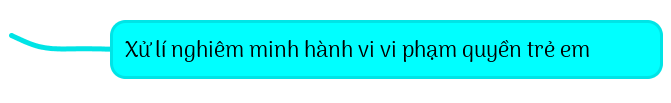 Xử lí nghiêm minh hành vi vi phạm quyền trẻ em